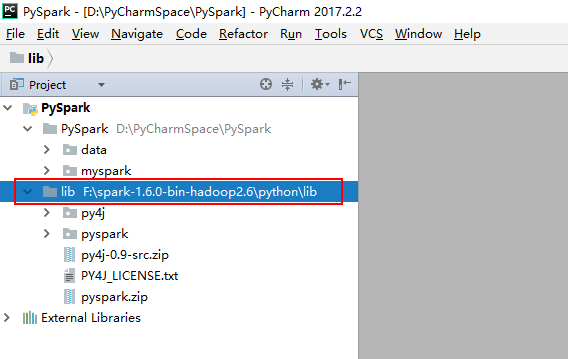 PySpark - [D:\PyCharmSpace\PySpark] - PyCharm 2017.2.2
File Edit View Navigate Code Refactor Run Tools VCS Window Help
lib
Project
PySpark
PySpark D:\PyCharmSpace\PySpark
data
myspark
lib F:\spark-1.6.0-bin-hadoop2.6\python\lib
py4j
pyspark
py4j-0.9-src.zip
PY4J_LICENSE.txt
pyspark.zip
External Libraries